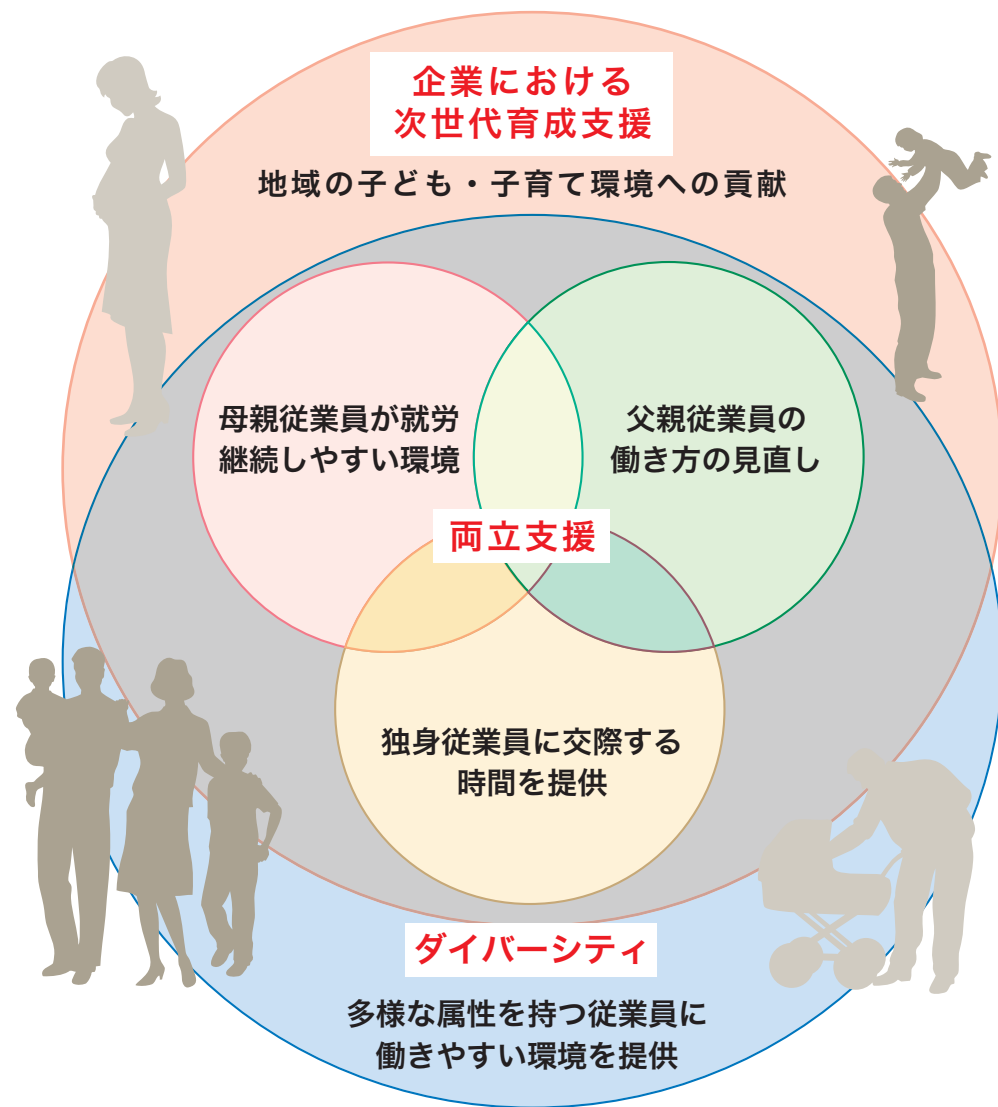 企業における
次世代育成支援
地域の子ども・子育て環境への貢献
母親従業員が就労
継続しやすい環境
父親従業員の
働き方の見直し
両立支援
独身従業員に交際する
時間を提供
ダイバーシティ
多様な属性を持つ従業員に
働きやすい環境を提供